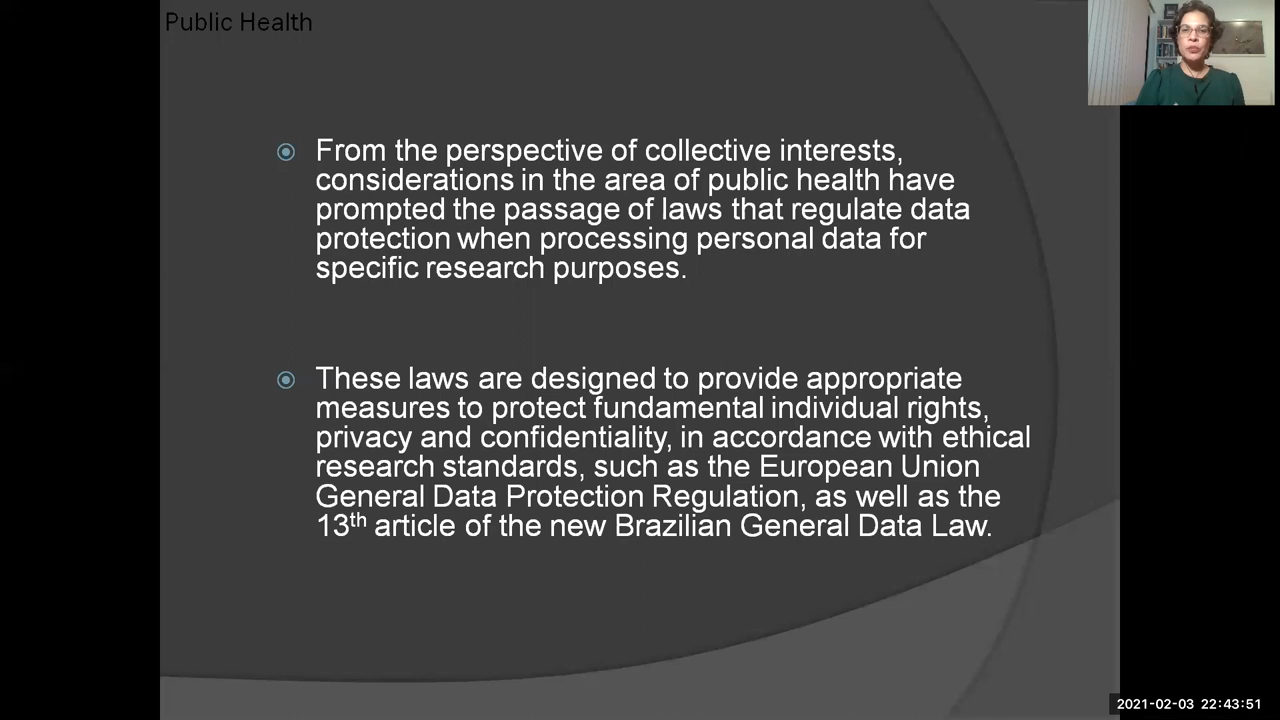 Public Health
From the perspective of collective interests,
considerations in the area of public health have
prompted the passage of laws that regulate data
protection when processing personal data for
specific research purposes.
These laws are designed to provide appropriate
measures to protect fundamental individual rights,
privacy and confidentiality, in accordance with ethical
research standards, such as the European Union
General Data Protection Regulation, as well as the
13th article of the new Brazilian General Data Law.
2021-02-03 22:43:51